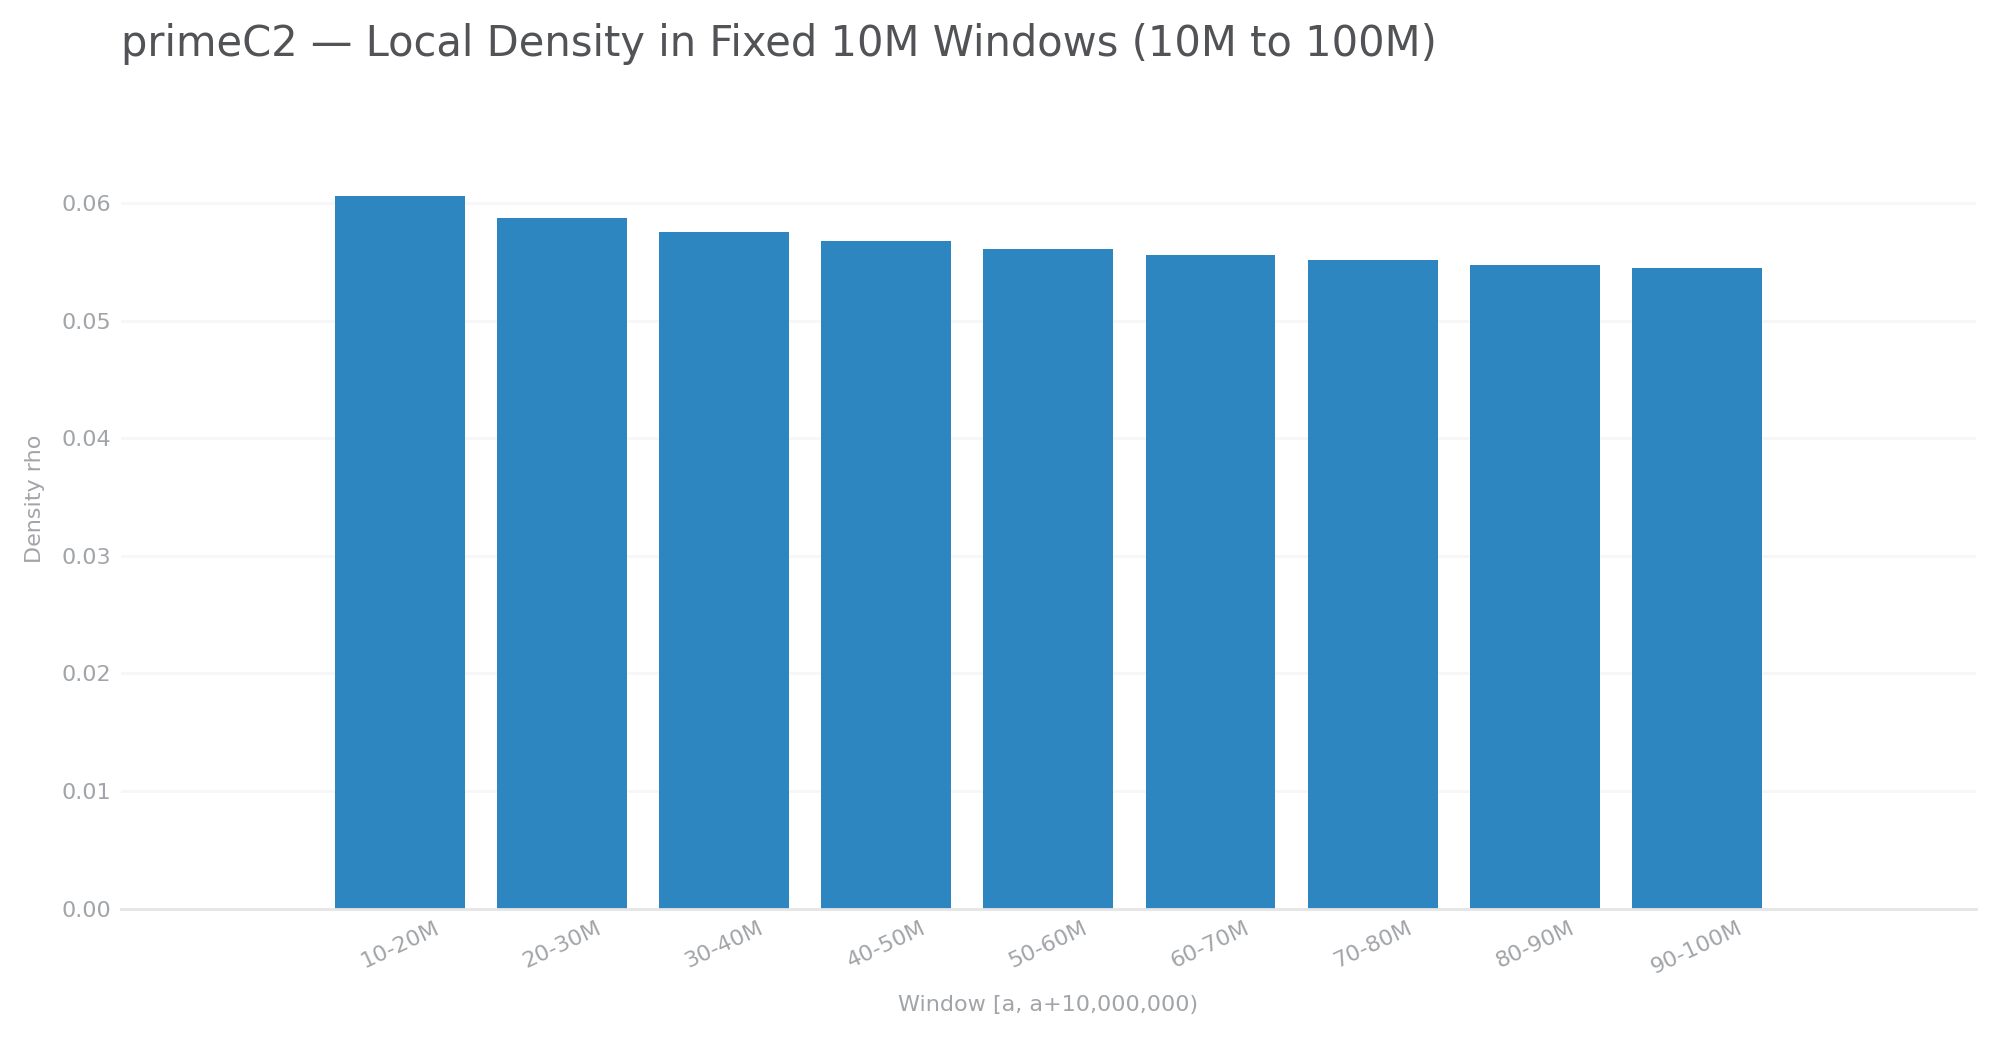 primeC2 — Local Density in Fixed 10M Windows (10M to 100M)
Density rho
0.06
0.05
0.04
0.03
0.02
0.01
0.00
10-20M
20-30M
30-40M
40-50M
50-60M
60-70M
70-80M
80-90M
90-100M
Window [a, a+10,000,000)